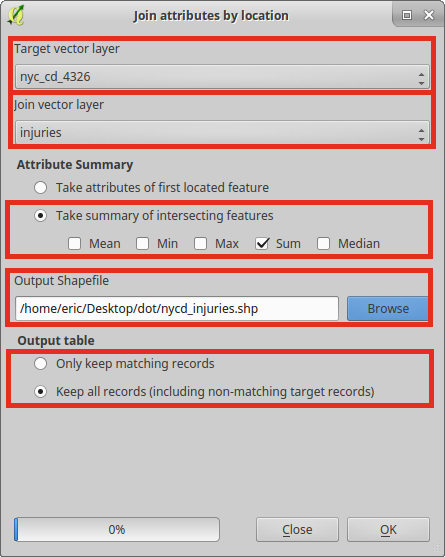 Join attributes by location
Target vector layer
nyc_cd_4326
Join vector layer
injuries
Attribute Summary
Take attributes of first located feature
Take summary of intersecting features
Mean Min Max Sum Median
Output Shapefile
/home/eric/Desktop/dot/nycd_injuries.shp Browse
Output table
Only keep matching records
Keep all records (including non-matching target records)
0% Close OK